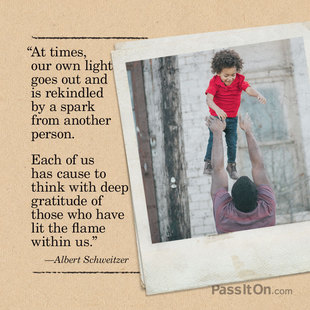 “At times,
our own light
goes out and
is rekindled
by a spark
from another
person.
Each of us
has cause to
think with deep
gratitude of
those who have
lit the flame
within us.”
—Albert Schweitzer
PassItOn.com